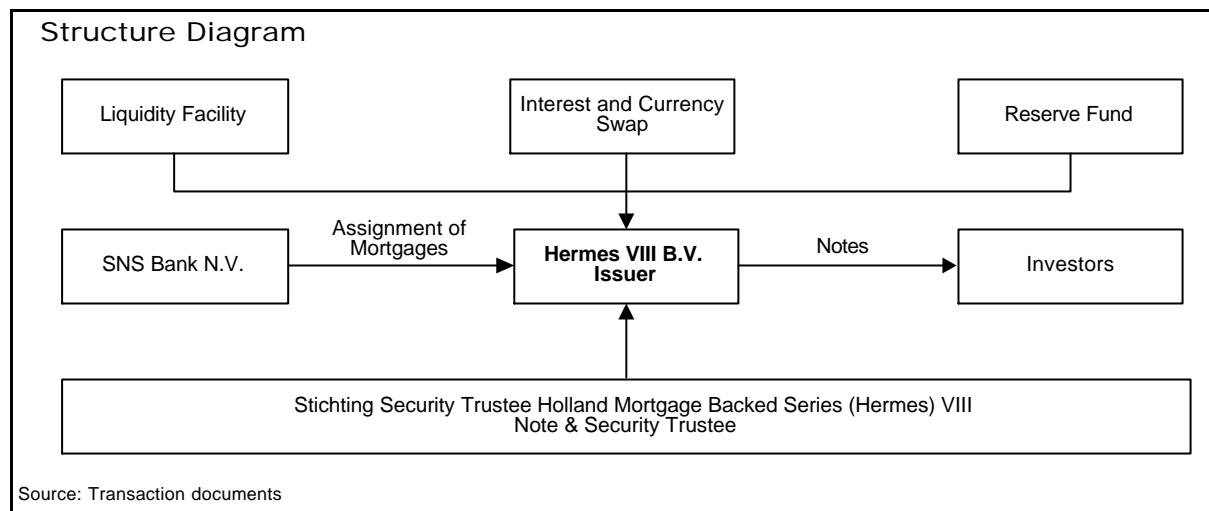 Structure Diagram
Liquidity Facility
Interest and Currency
Swap
Reserve Fund
SNS Bank N.V.
Assignment of
Mortgages
Hermes VIII B.V.
Issuer
Notes
Investors
Stichting Security Trustee Holland Mortgage Backed Series (Hermes) VIII
Note & Security Trustee
Source: Transaction documents